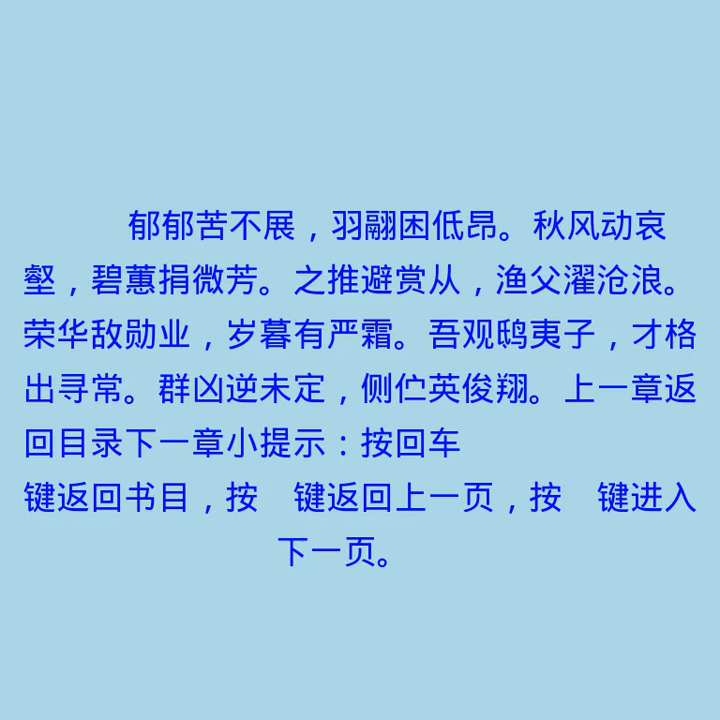 郁郁苦不展，羽翮困低昂。秋风动哀
壑，碧蕙捐微芳。之推避赏从，渔父濯沧浪。
荣华敌勋业，岁暮有严霜。吾观鸱夷子，才格
出寻常。群凶逆未定，侧伫英俊翔。上一章返
回目录下一章小提示：按回车
键返回书目，按　键返回上一页，按　键进入
下一页。